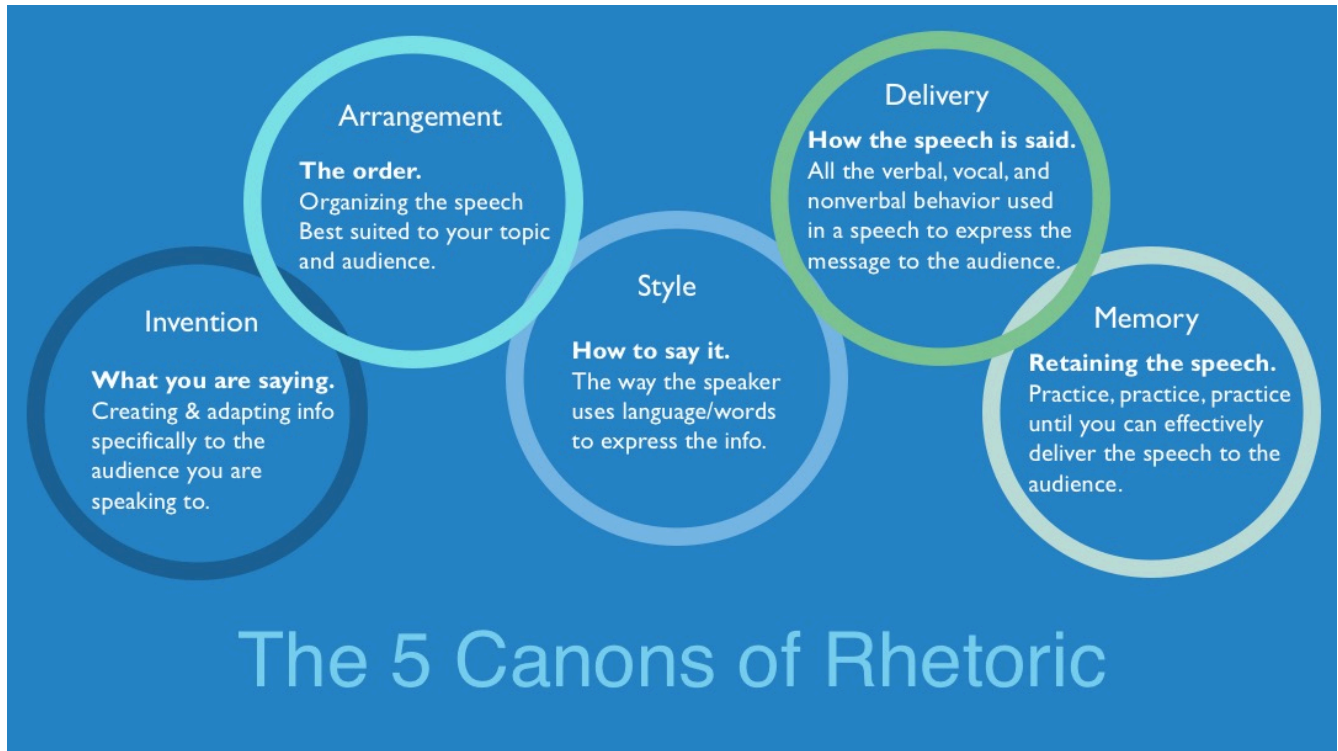 Invention
What you are saying.
Creating & adapting info
specifically to the
audience you are
speaking to.
Arrangement
The order.
Organizing the speech
Best suited to your topic
and audience.
Style
How to say it.
The way the speaker
uses language/words
to express the info.
Delivery
How the speech is said.
All the verbal, vocal, and
nonverbal behavior used
in a speech to express the
message to the audience.
Memory
Retaining the speech.
Practice, practice, practice
until you can effectively
deliver the speech to the
audience.
The 5 Canons of Rhetoric